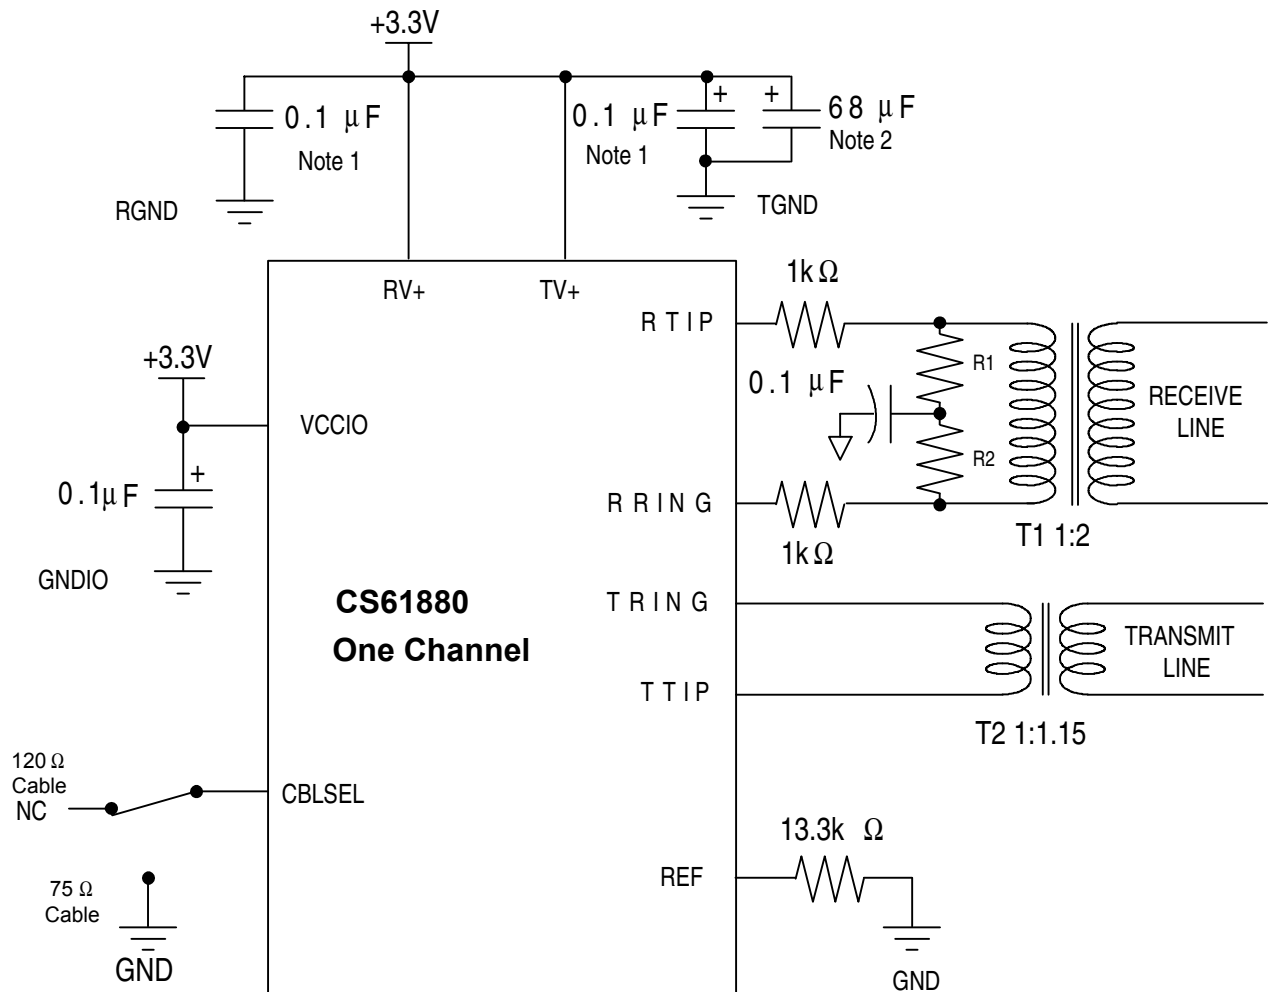 +3.3V
0.1 µF
Note 1
0.1 µF
Note 1
+
+
68 µF
Note 2
RGND
TGND
RV+
TV+
1kΩ
RTIP
+3.3V
0.1 µF
R1
RECEIVE
LINE
VCCIO
R2
+
0.1µF
RRING
1kΩ
T1 1:2
GNDIO
CS61880
One Channel
TRING
TRANSMIT
LINE
TTIP
T2 1:1.15
120 Ω
Cable
NC
CBLSEL
13.3k Ω
REF
75 Ω
Cable
GND
GND